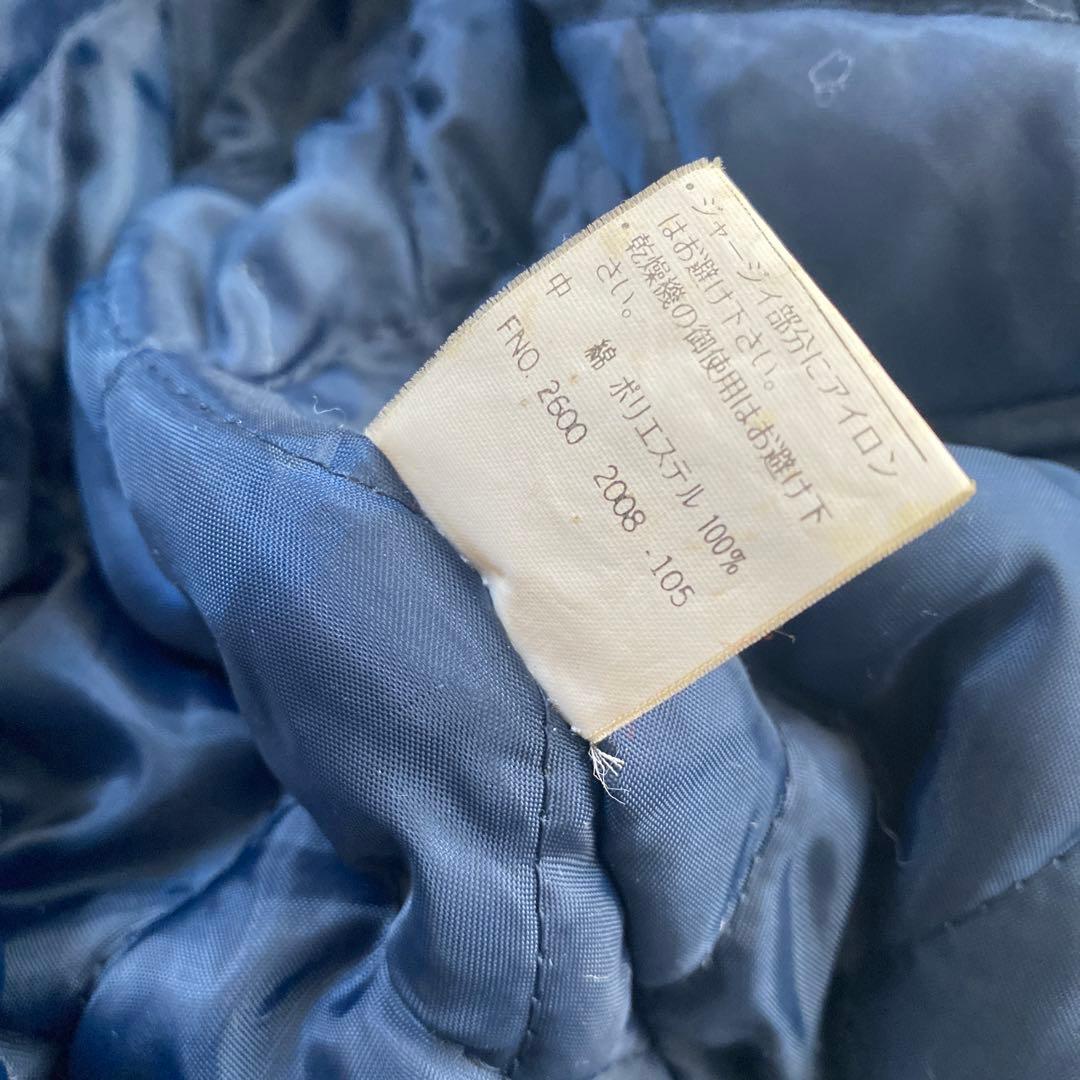 ・ジャージィ部分にアイロン
はお避け下さい。
・乾燥機の御使用はお避け下
さい。
中 綿 ポリエステル 100%
FNO. 2600 2008 -105